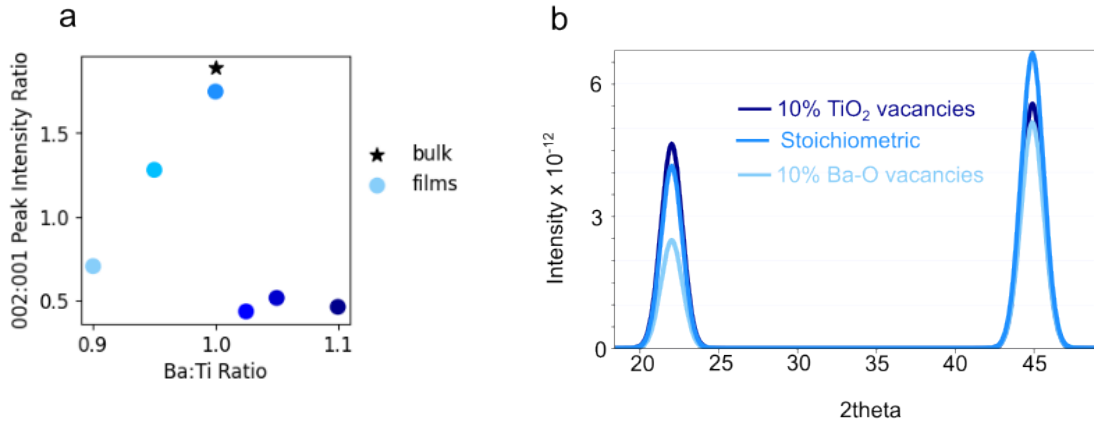 a
002:001 Peak Intensity Ratio
1.5
1.0
0.5
0.9
1.0
1.1
Ba:Ti Ratio
bulk
films
b
Intensity x 10⁻¹²
6
3
0
10% TiO₂ vacancies
Stoichiometric
10% Ba-O vacancies
20
25
30
35
40
45
2theta